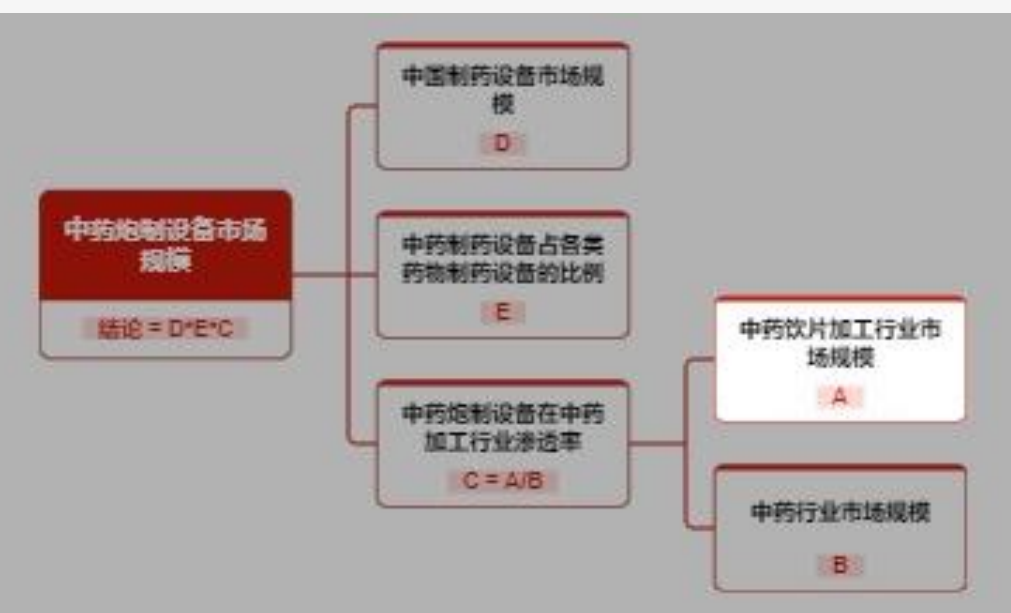 中药炮制设备市场
规模
结论 = D*E*C
中国制药设备市场规
模
D
中药制药设备占各类
药物制药设备的比例
E
中药炮制设备在中药
加工行业渗透率
C = A/B
中药饮片加工行业市
场规模
A
中药行业市场规模
B